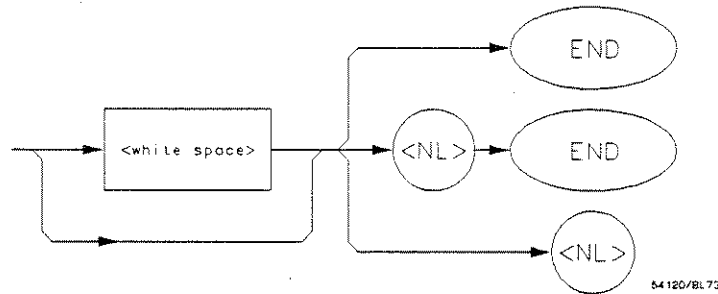 END
<white space>
<NL>
END
<NL>
54120/BL73